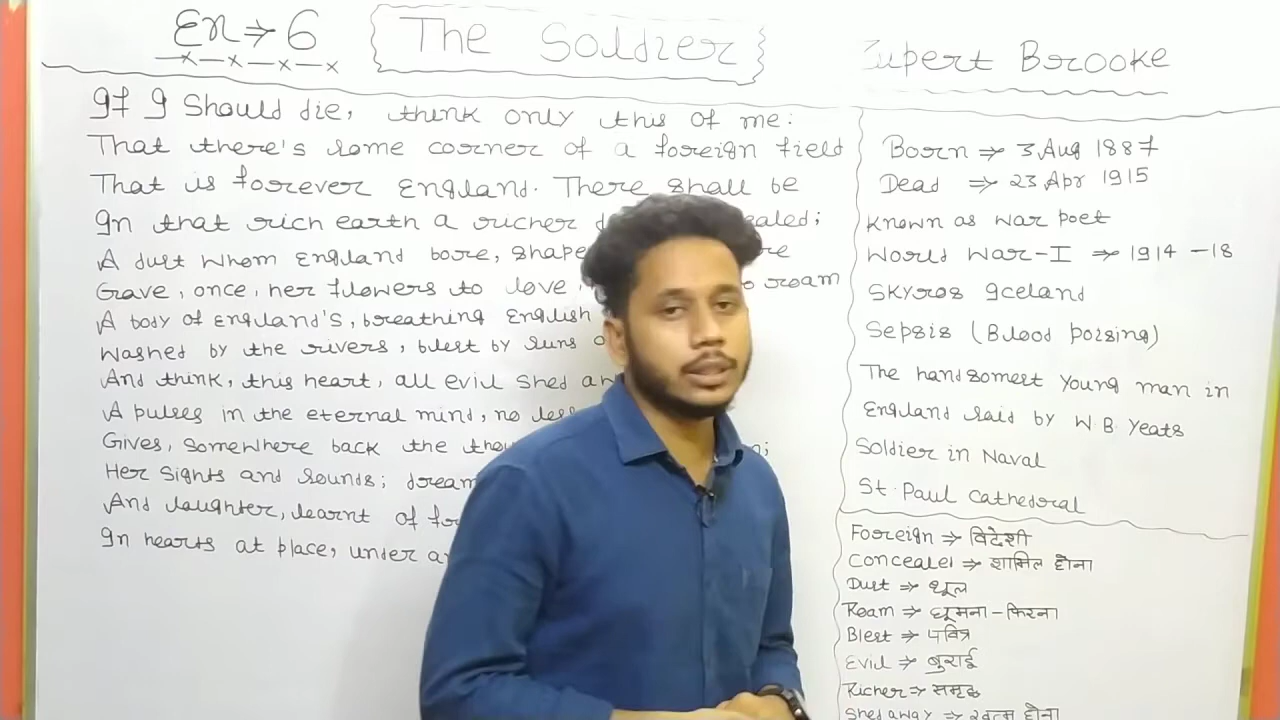 En ⇒ 6
The Soldier
Rupert Brooke
If I Should die, think only this of me:
That there's some corner of a foreign field
That is forever England. There shall be
In that rich earth a richer
A dust whom England bore, shape
Gave, once, her flowers to love roam
A body of England's, breathing English
Washed by the rivers, blest by suns
And think, this heart, all evil shed
A pulses in the eternal mind, no less
Gives, somewhere back the
Her Sights and sounds; dream
And laughter, learnt of
In hearts at place, under
Born ⇒ 3 Aug 1887
Dead ⇒ 23 Apr 1915
Known as war poet
World War-I ⇒ 1914 - 18
Skyros Iceland
Sepsis (Blood poising)
The handsomest young man in
England said by W.B. Yeats
Soldier in Naval
St. Paul Cathedral
Foreign ⇒ विदेशी
Concealed ⇒ शामिल होना
Dust ⇒ धूल
Roam ⇒ घूमना-फिरना
Blest ⇒ पवित्र
Evil ⇒ बुराई
Richer ⇒ समृद्ध
Shed away ⇒ खत्म होना